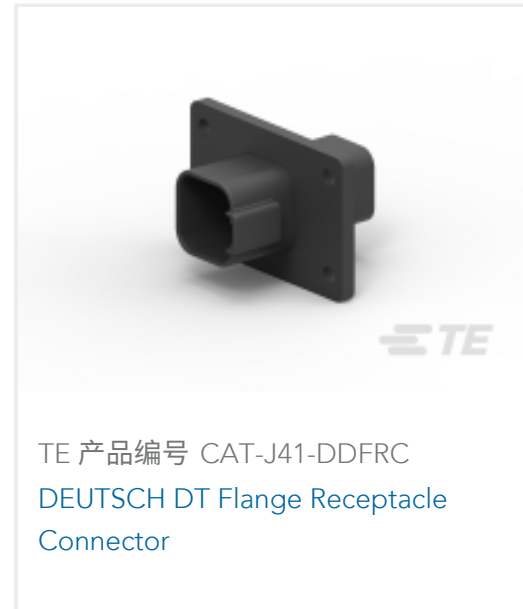 TE
TE 产品编号 CAT-J41-DDFRC
DEUTSCH DT Flange Receptacle
Connector